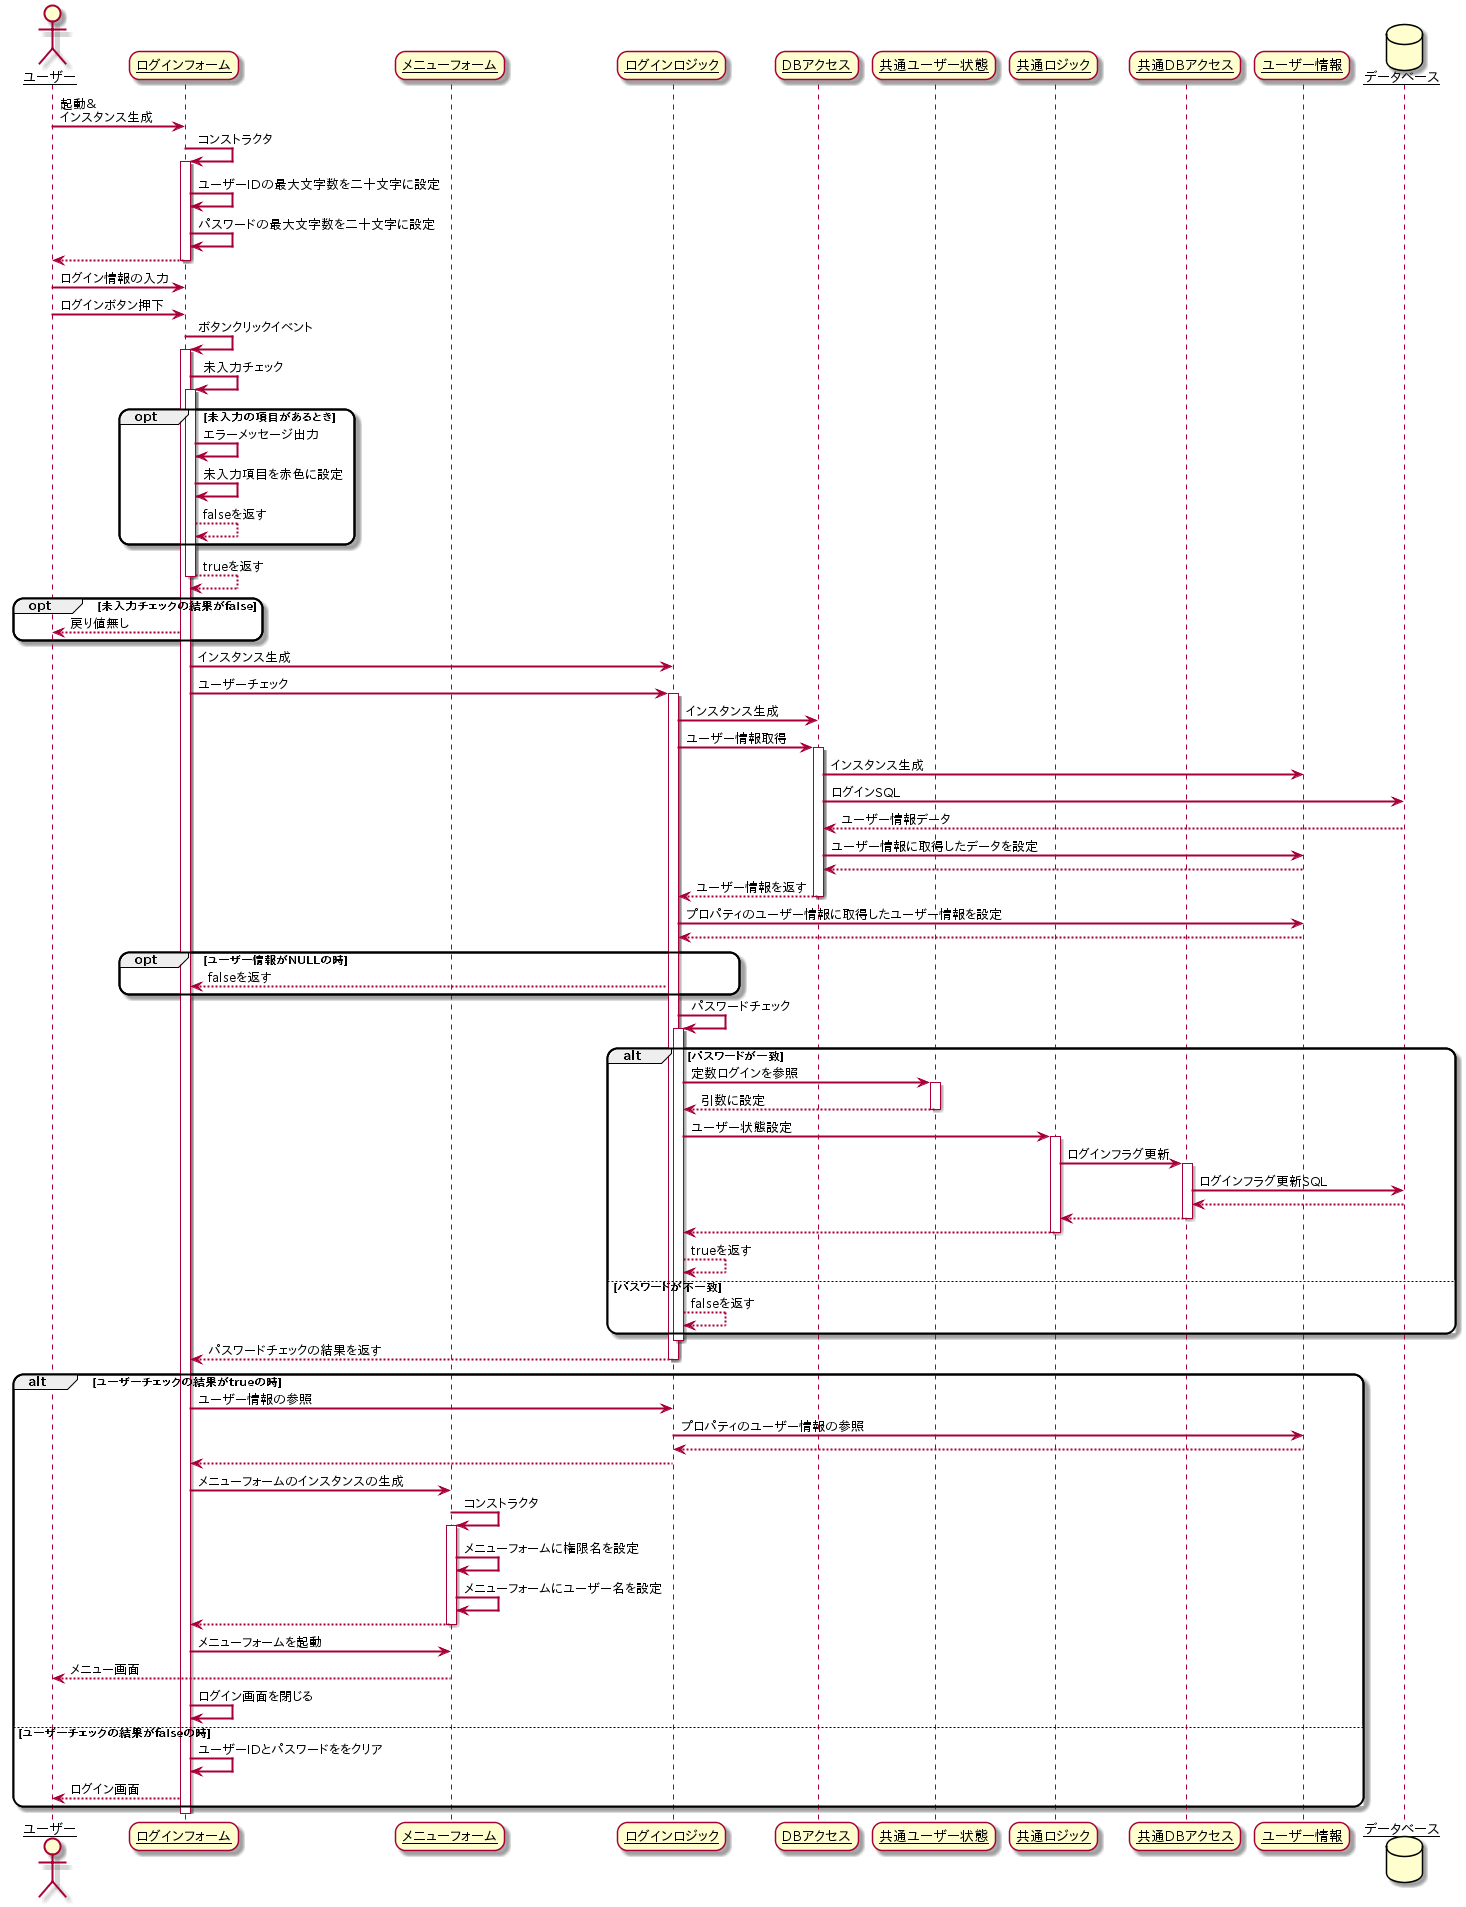 ユーザー
ログインフォーム
メニューフォーム
ログインロジック
DBアクセス
共通ユーザー状態
共通ロジック
共通DBアクセス
ユーザー情報
データベース
起動&
インスタンス生成
コンストラクタ
ユーザーIDの最大文字数を二十文字に設定
パスワードの最大文字数を二十文字に設定
ログイン情報の入力
ログインボタン押下
ボタンクリックイベント
未入力チェック
opt
[未入力の項目があるとき]
エラーメッセージ出力
未入力項目を赤色に設定
falseを返す
trueを返す
opt
[未入力チェックの結果がfalse]
戻り値無し
インスタンス生成
ユーザーチェック
インスタンス生成
ユーザー情報取得
インスタンス生成
ログインSQL
ユーザー情報データ
ユーザー情報に取得したデータを設定
ユーザー情報を返す
プロパティのユーザー情報に取得したユーザー情報を設定
opt
[ユーザー情報がNULLの時]
falseを返す
パスワードチェック
alt
[パスワードが一致]
定数ログインを参照
引数に設定
ユーザー状態設定
ログインフラグ更新
ログインフラグ更新SQL
trueを返す
[パスワードが不一致]
falseを返す
パスワードチェックの結果を返す
alt
[ユーザーチェックの結果がtrueの時]
ユーザー情報の参照
プロパティのユーザー情報の参照
メニューフォームのインスタンスの生成
コンストラクタ
メニューフォームに権限名を設定
メニューフォームにユーザー名を設定
メニューフォームを起動
メニュー画面
ログイン画面を閉じる
[ユーザーチェックの結果がfalseの時]
ユーザーIDとパスワードををクリア
ログイン画面
ユーザー
ログインフォーム
メニューフォーム
ログインロジック
DBアクセス
共通ユーザー状態
共通ロジック
共通DBアクセス
ユーザー情報
データベース